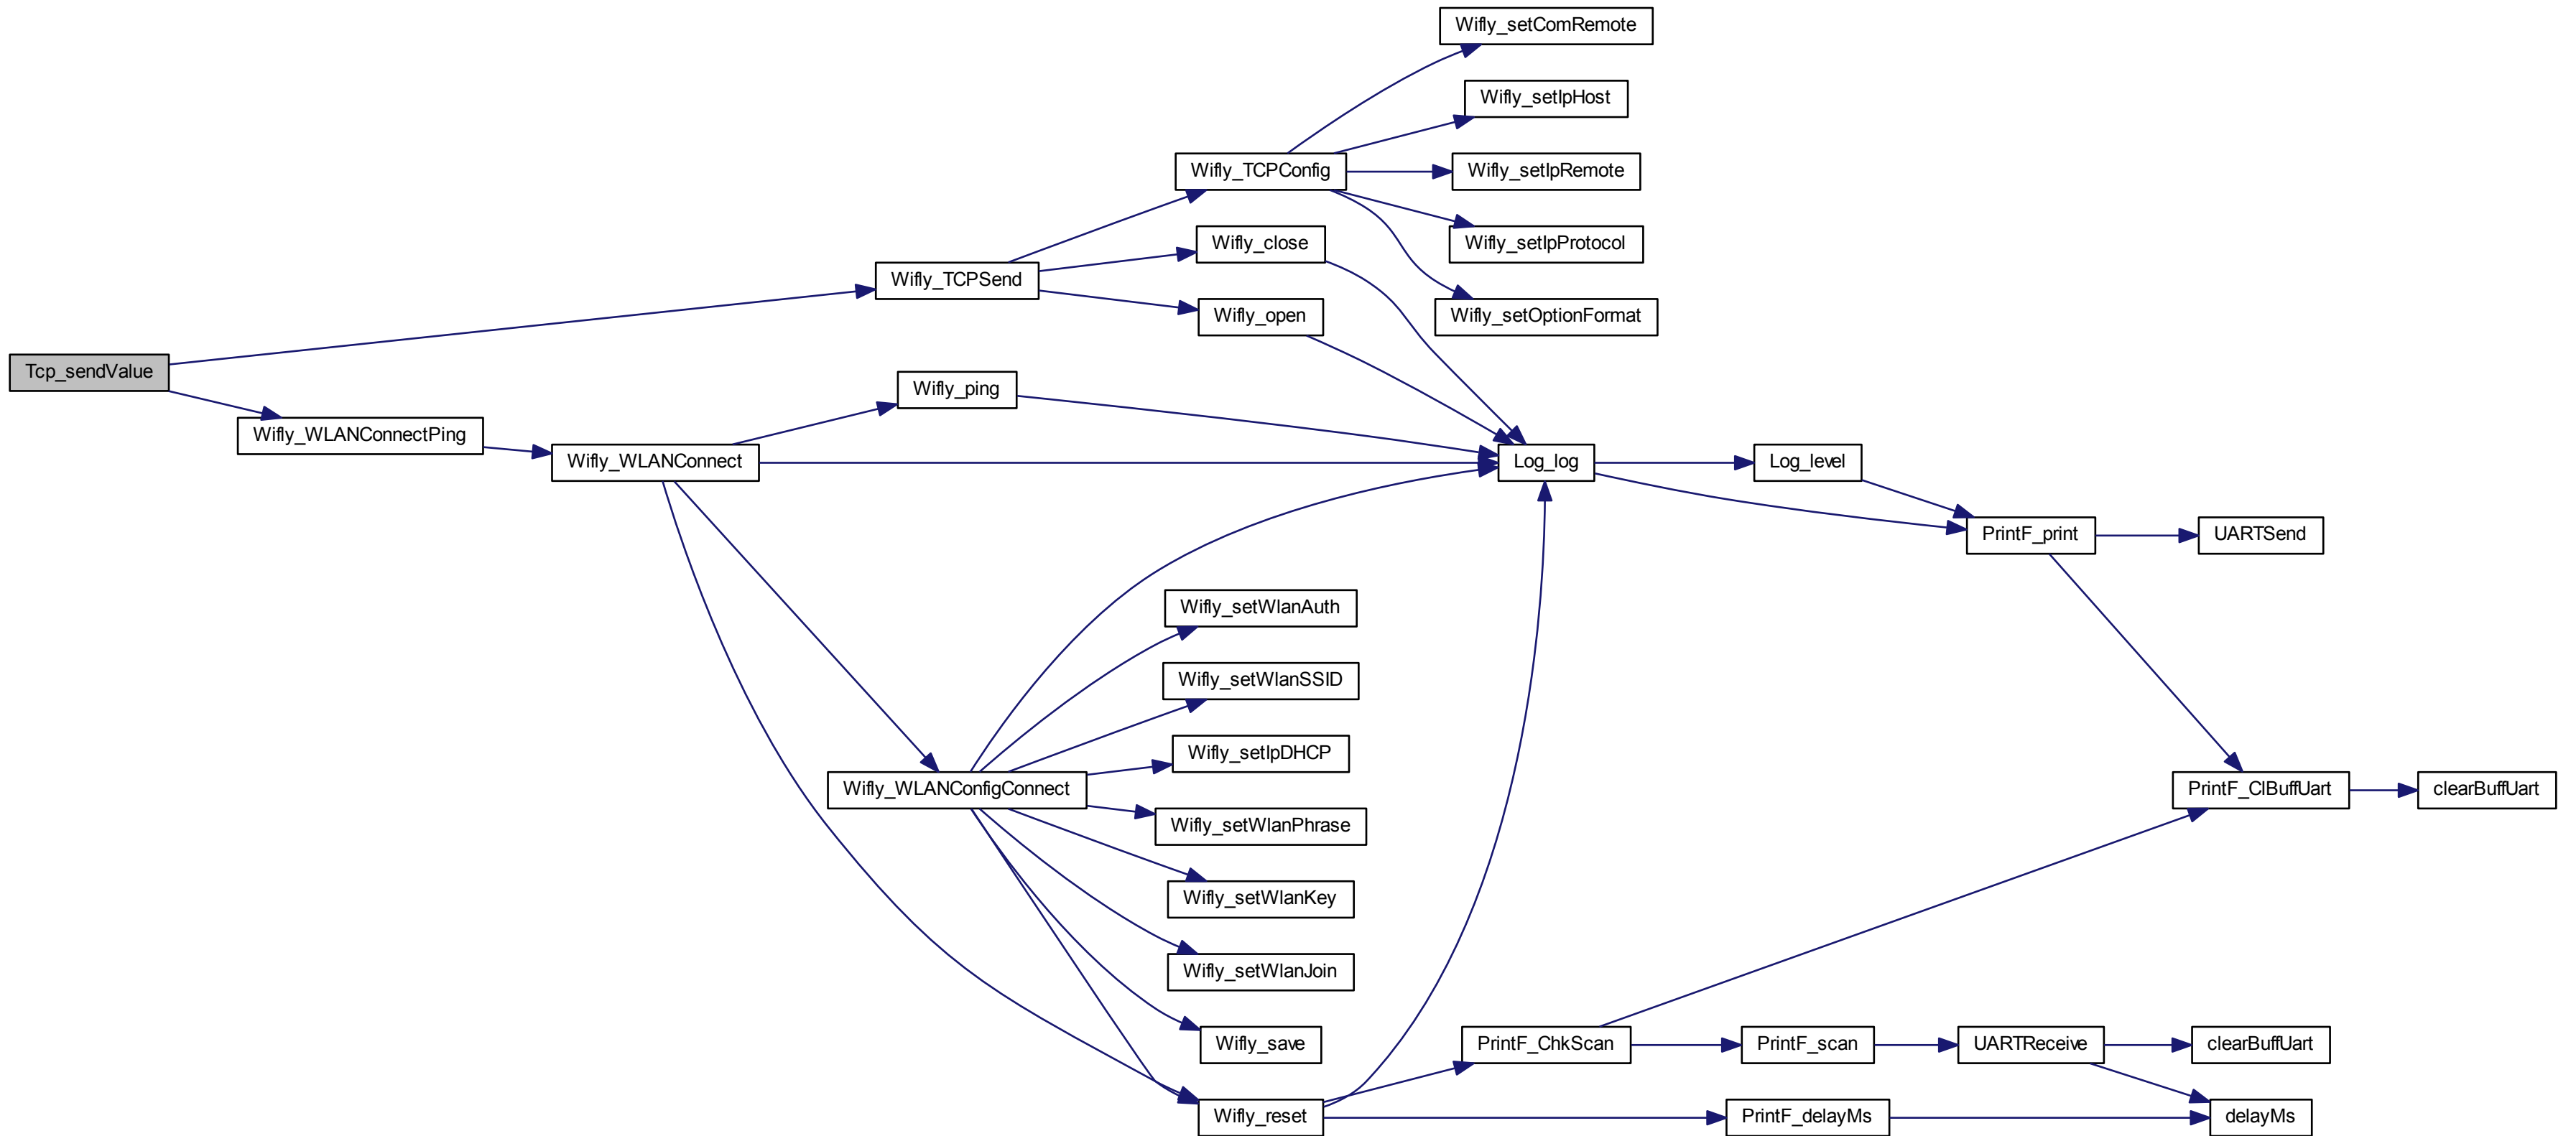 Wifly_setComRemote
Wifly_setIpHost
Wifly_TCPConfig
Wifly_setIpRemote
Wifly_close
Wifly_setIpProtocol
Wifly_TCPSend
Wifly_open
Wifly_setOptionFormat
Tcp_sendValue
Wifly_ping
Wifly_WLANConnectPing
Wifly_WLANConnect
Log_log
Log_level
PrintF_print
UARTSend
Wifly_setWlanAuth
Wifly_setWlanSSID
Wifly_setIpDHCP
Wifly_WLANConfigConnect
PrintF_ClBuffUart
clearBuffUart
Wifly_setWlanPhrase
Wifly_setWlanKey
Wifly_setWlanJoin
Wifly_save
PrintF_ChkScan
PrintF_scan
UARTReceive
clearBuffUart
Wifly_reset
PrintF_delayMs
delayMs